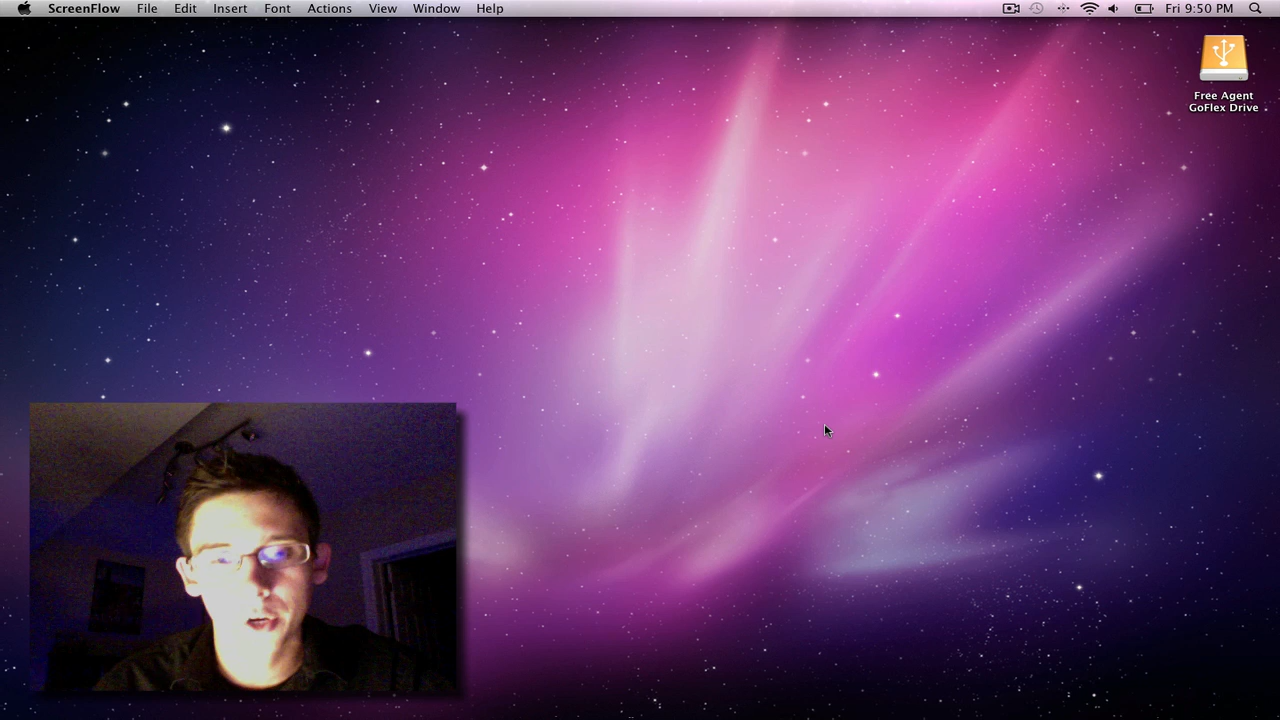 ScreenFlow File Edit Insert Font Actions View Window Help Fri 9:50 PM
Free Agent
GoFlex Drive